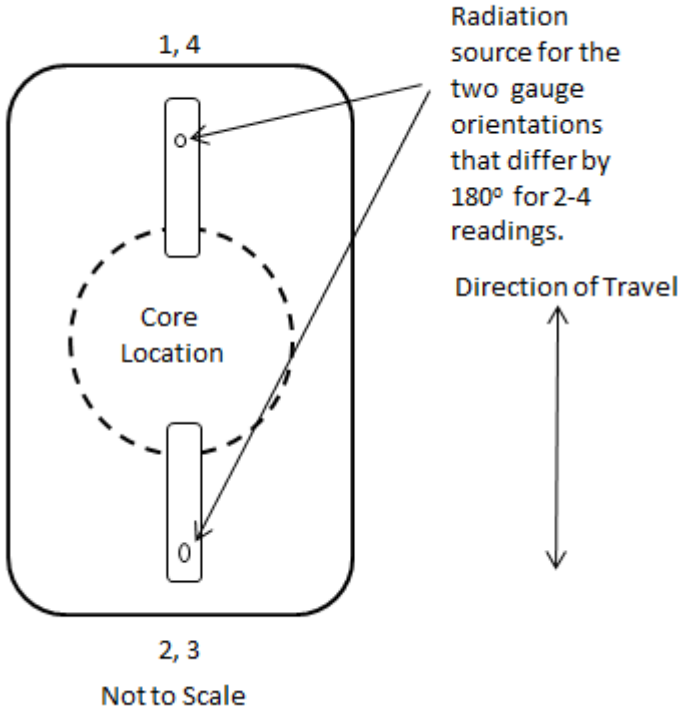 1, 4
Radiation
source for the
two gauge
orientations
that differ by
180º for 2-4
readings.
Direction of Travel
Core
Location
2, 3
Not to Scale